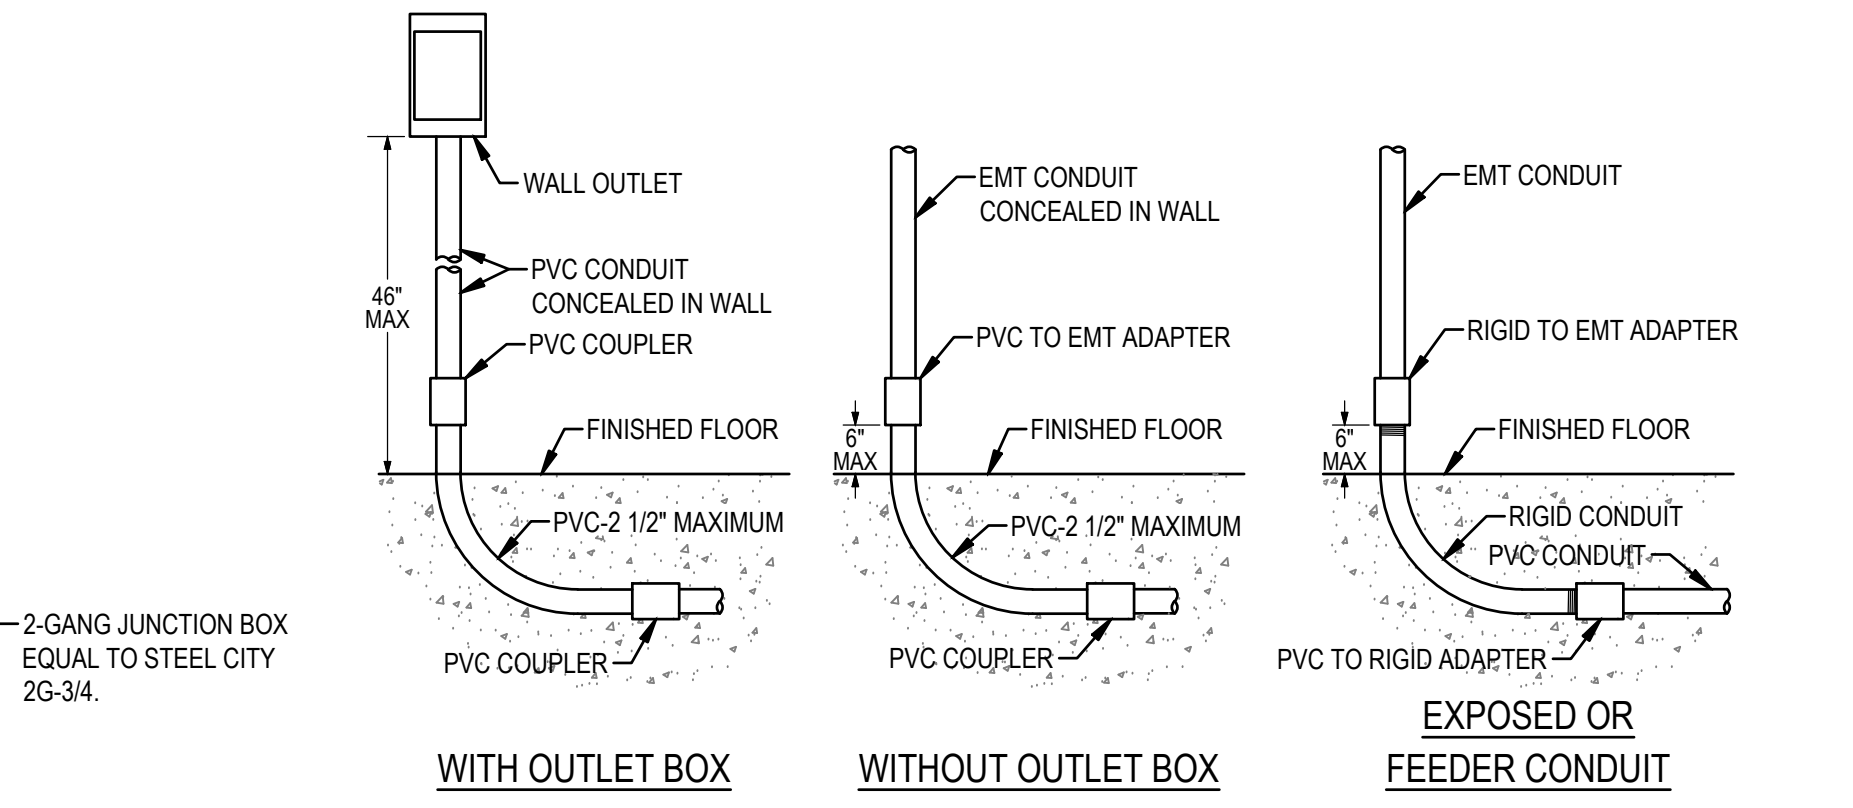 WALL OUTLET
46"
MAX
PVC CONDUIT
CONCEALED IN WALL
PVC COUPLER
FINISHED FLOOR
PVC-2 1/2" MAXIMUM
PVC COUPLER
2-GANG JUNCTION BOX
EQUAL TO STEEL CITY
2G-3/4.
WITH OUTLET BOX
EMT CONDUIT
CONCEALED IN WALL
PVC TO EMT ADAPTER
6"
MAX
FINISHED FLOOR
PVC-2 1/2" MAXIMUM
PVC COUPLER
WITHOUT OUTLET BOX
EMT CONDUIT
RIGID TO EMT ADAPTER
6"
MAX
FINISHED FLOOR
RIGID CONDUIT
PVC CONDUIT
PVC TO RIGID ADAPTER
EXPOSED OR
FEEDER CONDUIT